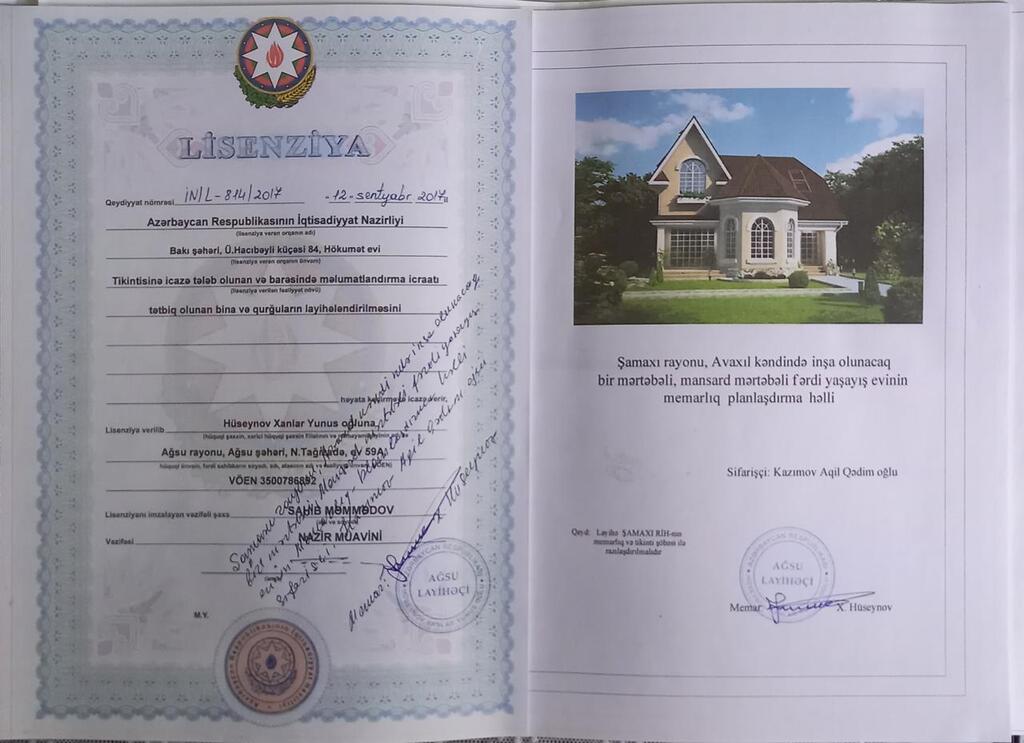 LİSENZİYA
Qeydiyyat nömrəsi İN/L-814/2017 -12- sentyabr 2017
Azərbaycan Respublikasının İqtisadiyyat Nazirliyi
(lisenziya verən orqanın adı)
Bakı şəhəri, Ü.Hacıbəyli küçəsi 84, Hökumət evi
(lisenziya verən orqanın ünvanı)
Tikintisinə icazə tələb olunan və barəsində məlumatlandırma icraatı
(lisenziya verilən fəaliyyət növü)
tətbiq olunan bina və qurğuların layihələndirilməsini
həyata keçirməyə icazə verir,
Lisenziya verilib Hüseynov Xanlar Yunus oğluna,
Ağsu rayonu, Ağsu şəhəri, ev 59A
VÖEN 3500786892
Lisenziyanı imzalayan vəzifəli şəxs SAHİB MƏMMƏDOV
Vəzifəsi NAZİR MÜAVİNİ
M.Y.
Memar: X. Hüseynov
AĞSU
LAYİHƏÇİ
Şamaxı rayonu, Avaxıl kəndində inşa olunacaq
bir mərtəbəli, mansard mərtəbəli fərdi yaşayış evinin
memarlıq planlaşdırma həlli
Sifarişçi: Kazımov Aqil Qədim oğlu
Qeyd: Layihə ŞAMAXI RİH-nın
memarlıq və tikinti şöbəsi ilə
razılaşdırılmalıdır
AZƏRBAYCAN RESPUBLİKASI
AĞSU
LAYİHƏÇİ
Memar X. Hüseynov